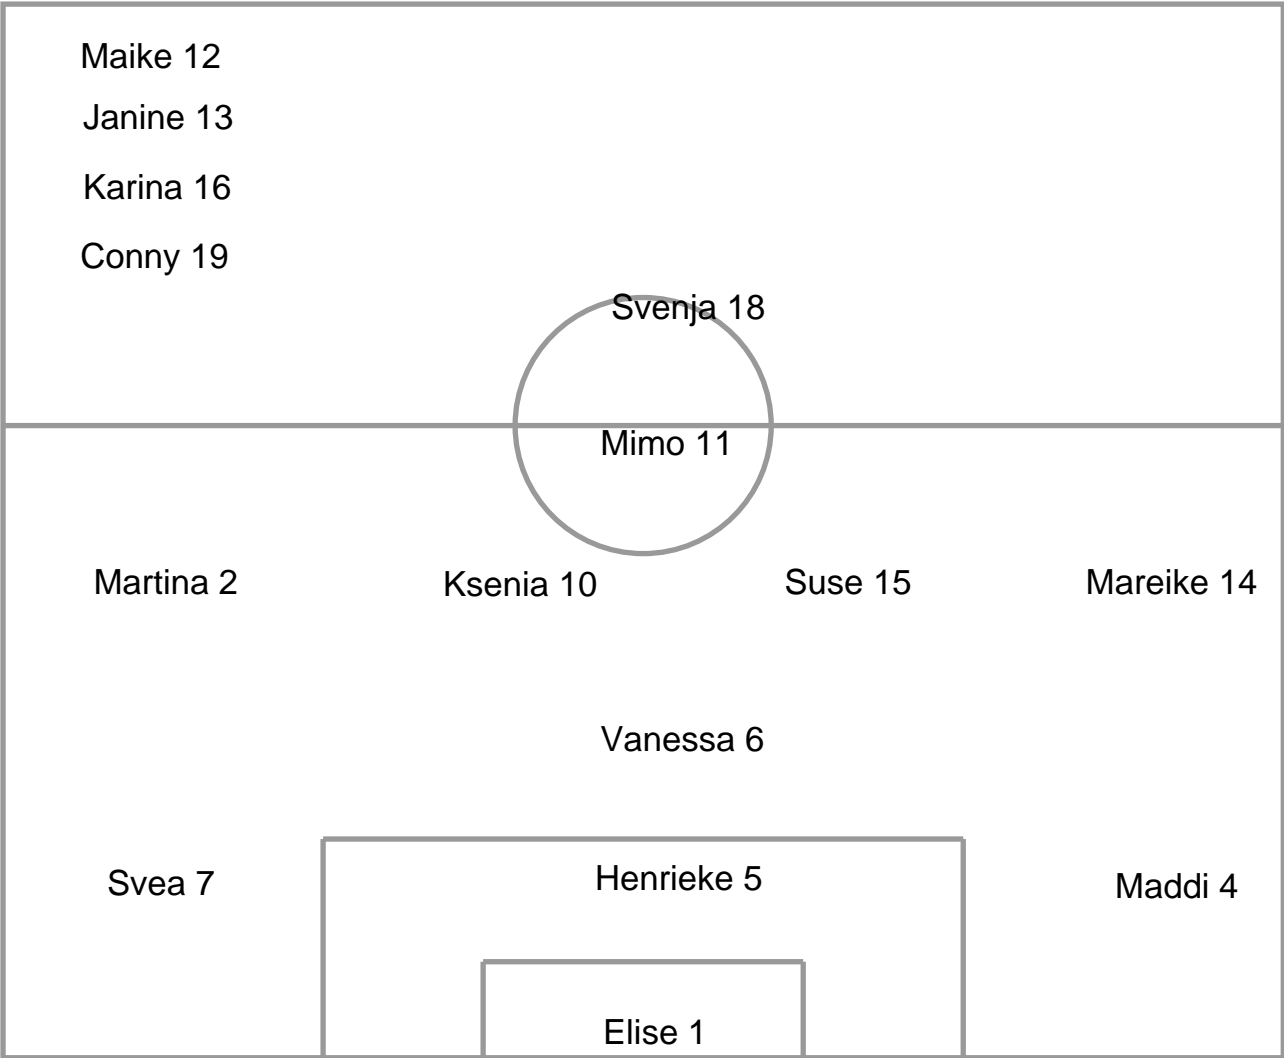 Maike 12
Janine 13
Karina 16
Conny 19
Svenja 18
Mimo 11
Martina 2 Ksenia 10 Suse 15 Mareike 14
Vanessa 6
Svea 7 Henrieke 5 Maddi 4
Elise 1